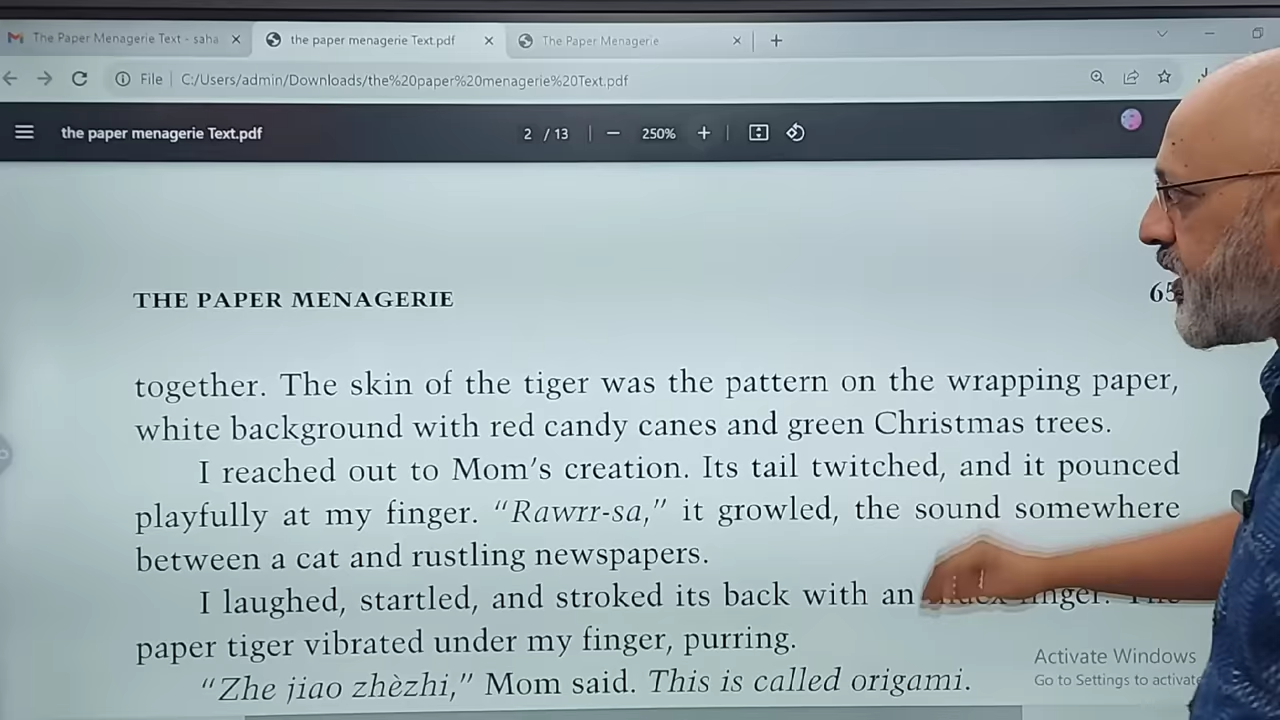 The Paper Menagerie Text - saha
the paper menagerie Text.pdf
The Paper Menagerie
File
C:/Users/admin/Downloads/the%20paper%20menagerie%20Text.pdf
the paper menagerie Text.pdf
2 / 13
250%
THE PAPER MENAGERIE
65
together. The skin of the tiger was the pattern on the wrapping paper,
white background with red candy canes and green Christmas trees.
I reached out to Mom's creation. Its tail twitched, and it pounced
playfully at my finger. "Rawrr-sa," it growled, the sound somewhere
between a cat and rustling newspapers.
I laughed, startled, and stroked its back with an
paper tiger vibrated under my finger, purring.
"Zhe jiao zhèzhi," Mom said. This is called origami.
Activate Windows
Go to Settings to activate